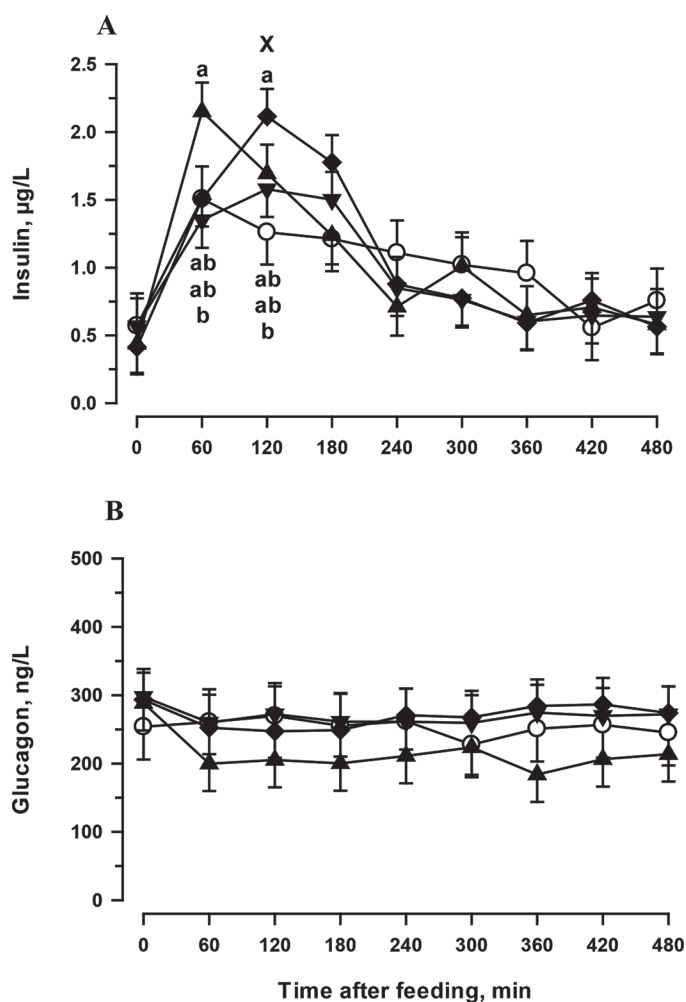 A
X
a
a
2.5
2.0
1.5
1.0
0.5
0.0
Insulin, µg/L
ab ab
ab ab
b b
0 60 120 180 240 300 360 420 480
B
500
400
300
200
100
0
Glucagon, ng/L
0 60 120 180 240 300 360 420 480
Time after feeding, min